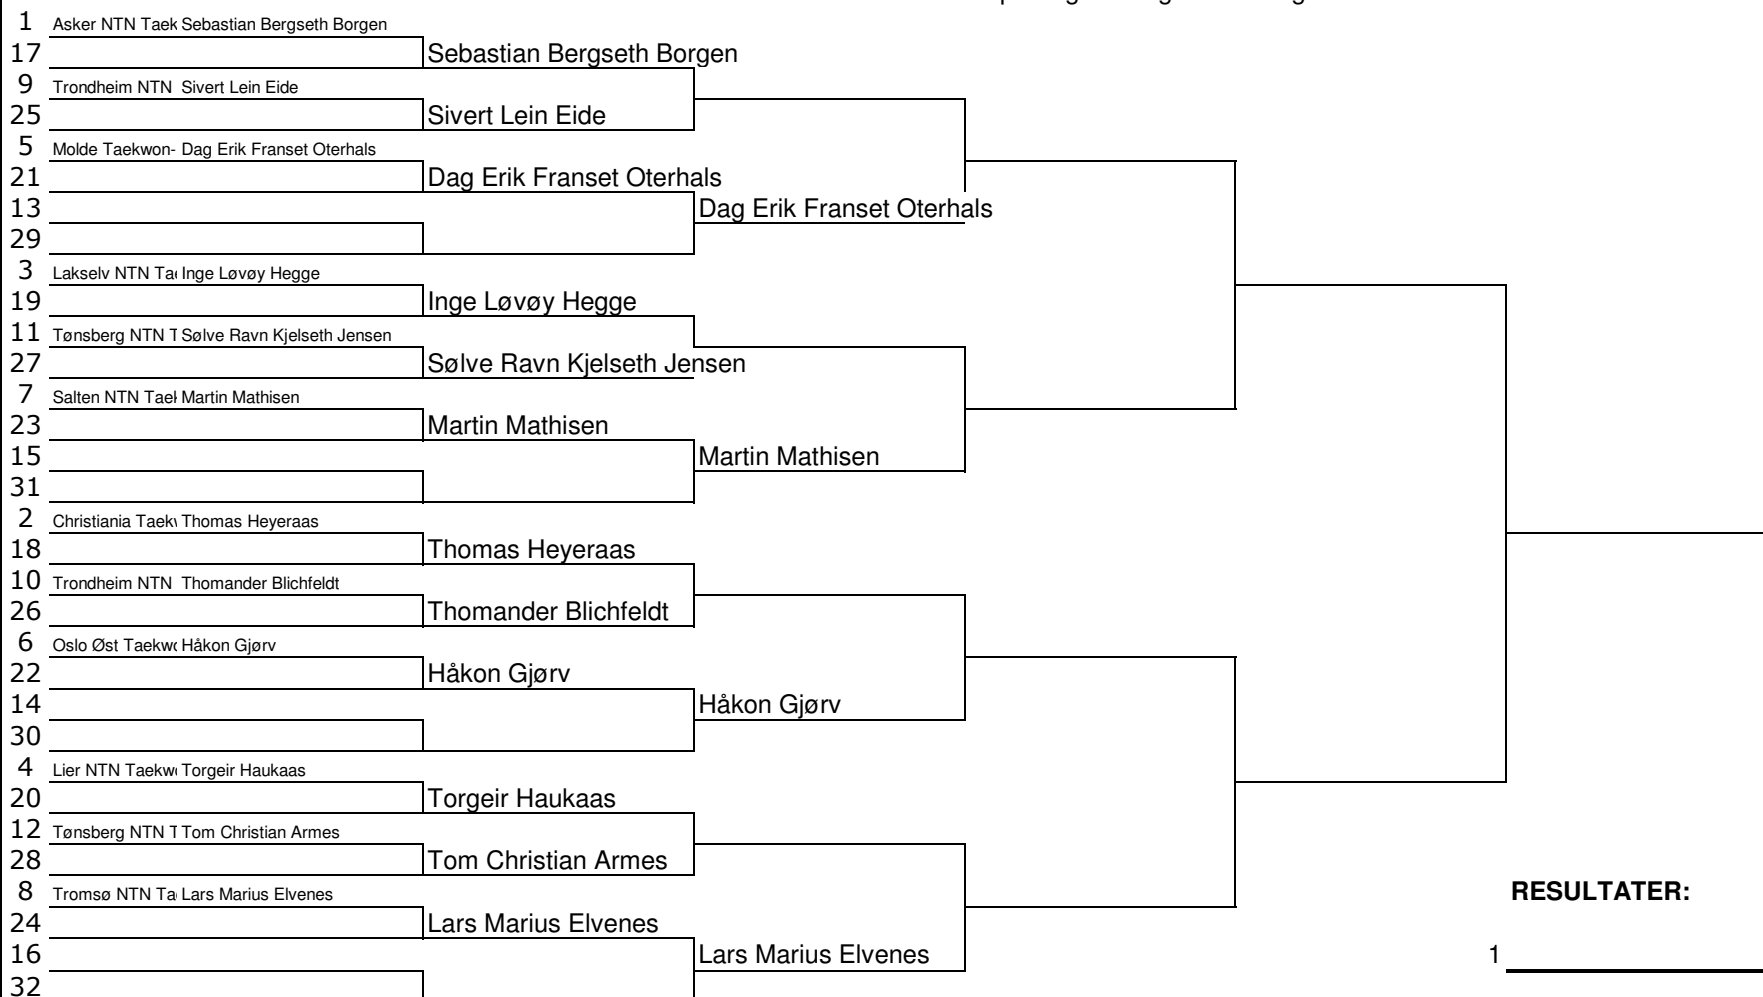 1 Asker NTN Taek Sebastian Bergseth Borgen
17 Sebastian Bergseth Borgen
9 Trondheim NTN Sivert Lein Eide
25 Sivert Lein Eide
5 Molde Taekwon- Dag Erik Franset Oterhals
21 Dag Erik Franset Oterhals
13 Dag Erik Franset Oterhals
29
3 Lakselv NTN Ta Inge Løvøy Hegge
19 Inge Løvøy Hegge
11 Tønsberg NTN T Sølve Ravn Kjelseth Jensen
27 Sølve Ravn Kjelseth Jensen
7 Salten NTN Tae Martin Mathisen
23 Martin Mathisen
15 Martin Mathisen
31
2 Christiania Taek Thomas Heyeraas
18 Thomas Heyeraas
10 Trondheim NTN Thomander Blichfeldt
26 Thomander Blichfeldt
6 Oslo Øst Taekw Håkon Gjørv
22 Håkon Gjørv
14 Håkon Gjørv
30
4 Lier NTN Taekw Torgeir Haukaas
20 Torgeir Haukaas
12 Tønsberg NTN T Tom Christian Armes
28 Tom Christian Armes
8 Tromsø NTN Ta Lars Marius Elvenes
RESULTATER:
24 Lars Marius Elvenes
16 Lars Marius Elvenes 1
32